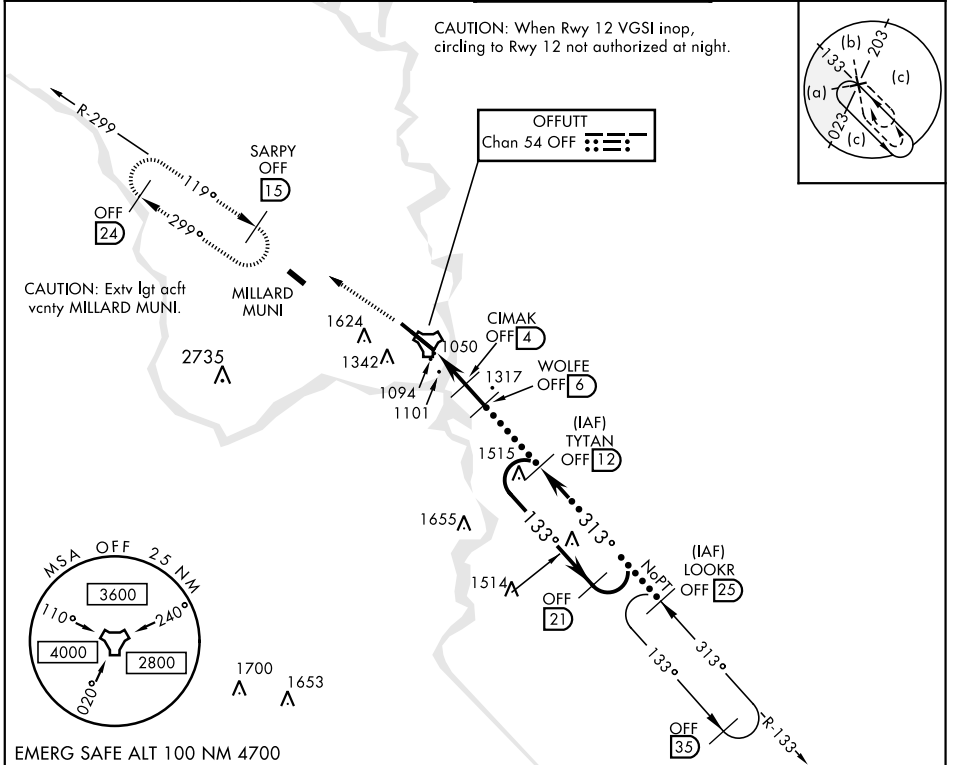 CAUTION: When Rwy 12 VGSI inop,
circling to Rwy 12 not authorized at night.
(b)
203
133
(c)
(a)
023
(c)
R-299
OFFUTT
Chan 54 OFF
SARPY
OFF
15
119°
299°
OFF
24
CAUTION: Extv lgt acft
vcnty MILLARD MUNI.
MILLARD
MUNI
1624
1342
2735
1050
1094
1101
CIMAK
OFF 4
WOLFE
OFF 6
1317
(IAF)
TYTAN
OFF 12
1515
1655
133°
313°
1514
NoPT
(IAF)
LOOKR
OFF 25
OFF
21
133°
313°
R-133
OFF
35
MSA OFF 25 NM
3600
110°
240°
4000
2800
020°
1700
1653
EMERG SAFE ALT 100 NM 4700